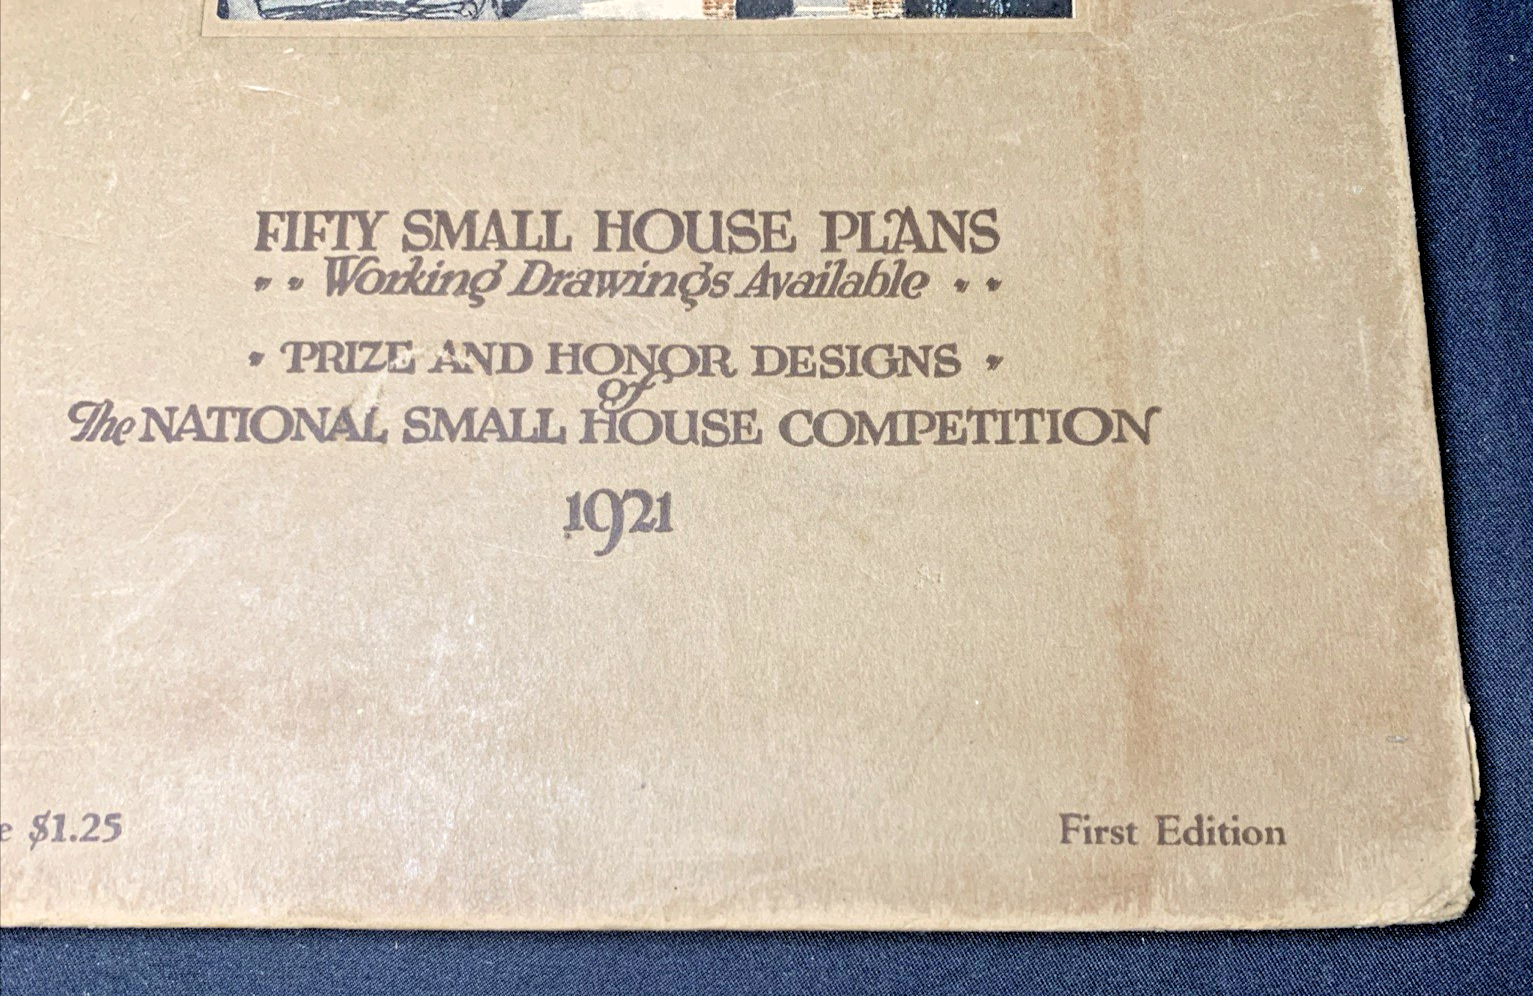 FIFTY SMALL HOUSE PLANS
Working Drawings Available
PRIZE AND HONOR DESIGNS
of
The NATIONAL SMALL HOUSE COMPETITION
1921
$1.25
First Edition